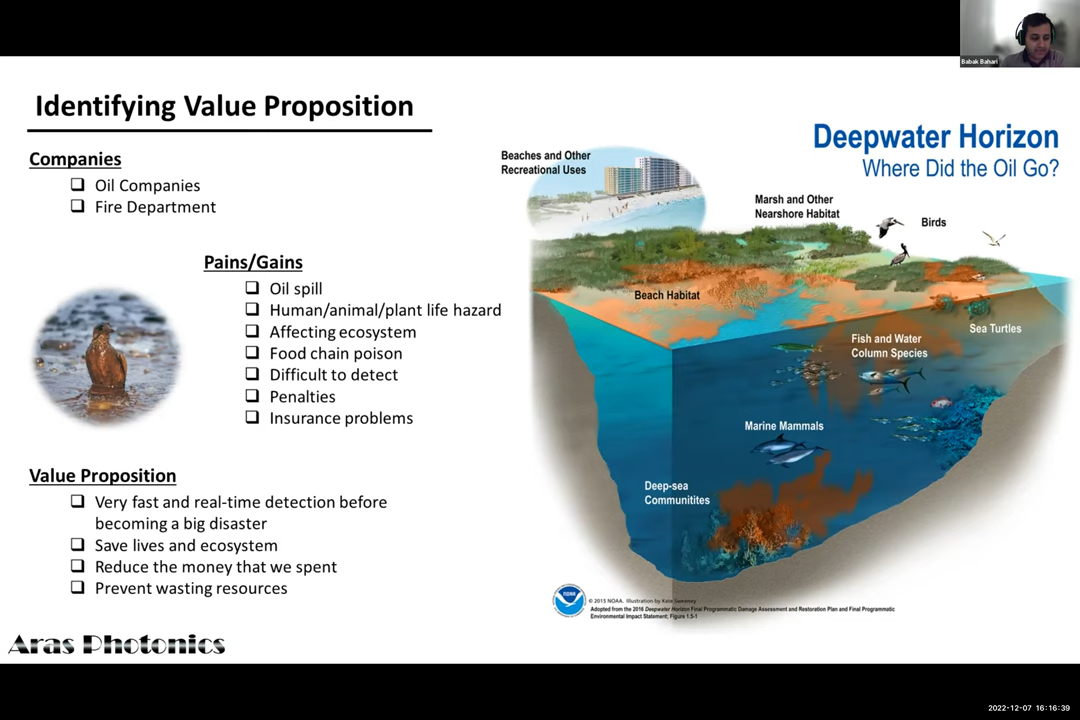 Babak Bahari
Identifying Value Proposition
Companies
❑ Oil Companies
❑ Fire Department
Pains/Gains
❑ Oil spill
❑ Human/animal/plant life hazard
❑ Affecting ecosystem
❑ Food chain poison
❑ Difficult to detect
❑ Penalties
❑ Insurance problems
Value Proposition
❑ Very fast and real-time detection before
becoming a big disaster
❑ Save lives and ecosystem
❑ Reduce the money that we spent
❑ Prevent wasting resources
Aras Photonics
Deepwater Horizon
Where Did the Oil Go?
Beaches and Other
Recreational Uses
Marsh and Other
Nearshore Habitat
Birds
Beach Habitat
Sea Turtles
Fish and Water
Column Species
Marine Mammals
Deep-sea
Communitites
NOAA
© 2015 NOAA. Illustration by Kate Sweeney
Adopted from the 2016 Deepwater Horizon Final Programmatic Damage Assessment and Restoration Plan and Final Programmatic
Environmental Impact Statement; Figure 1.5-1
2022-12-07 16:16:39